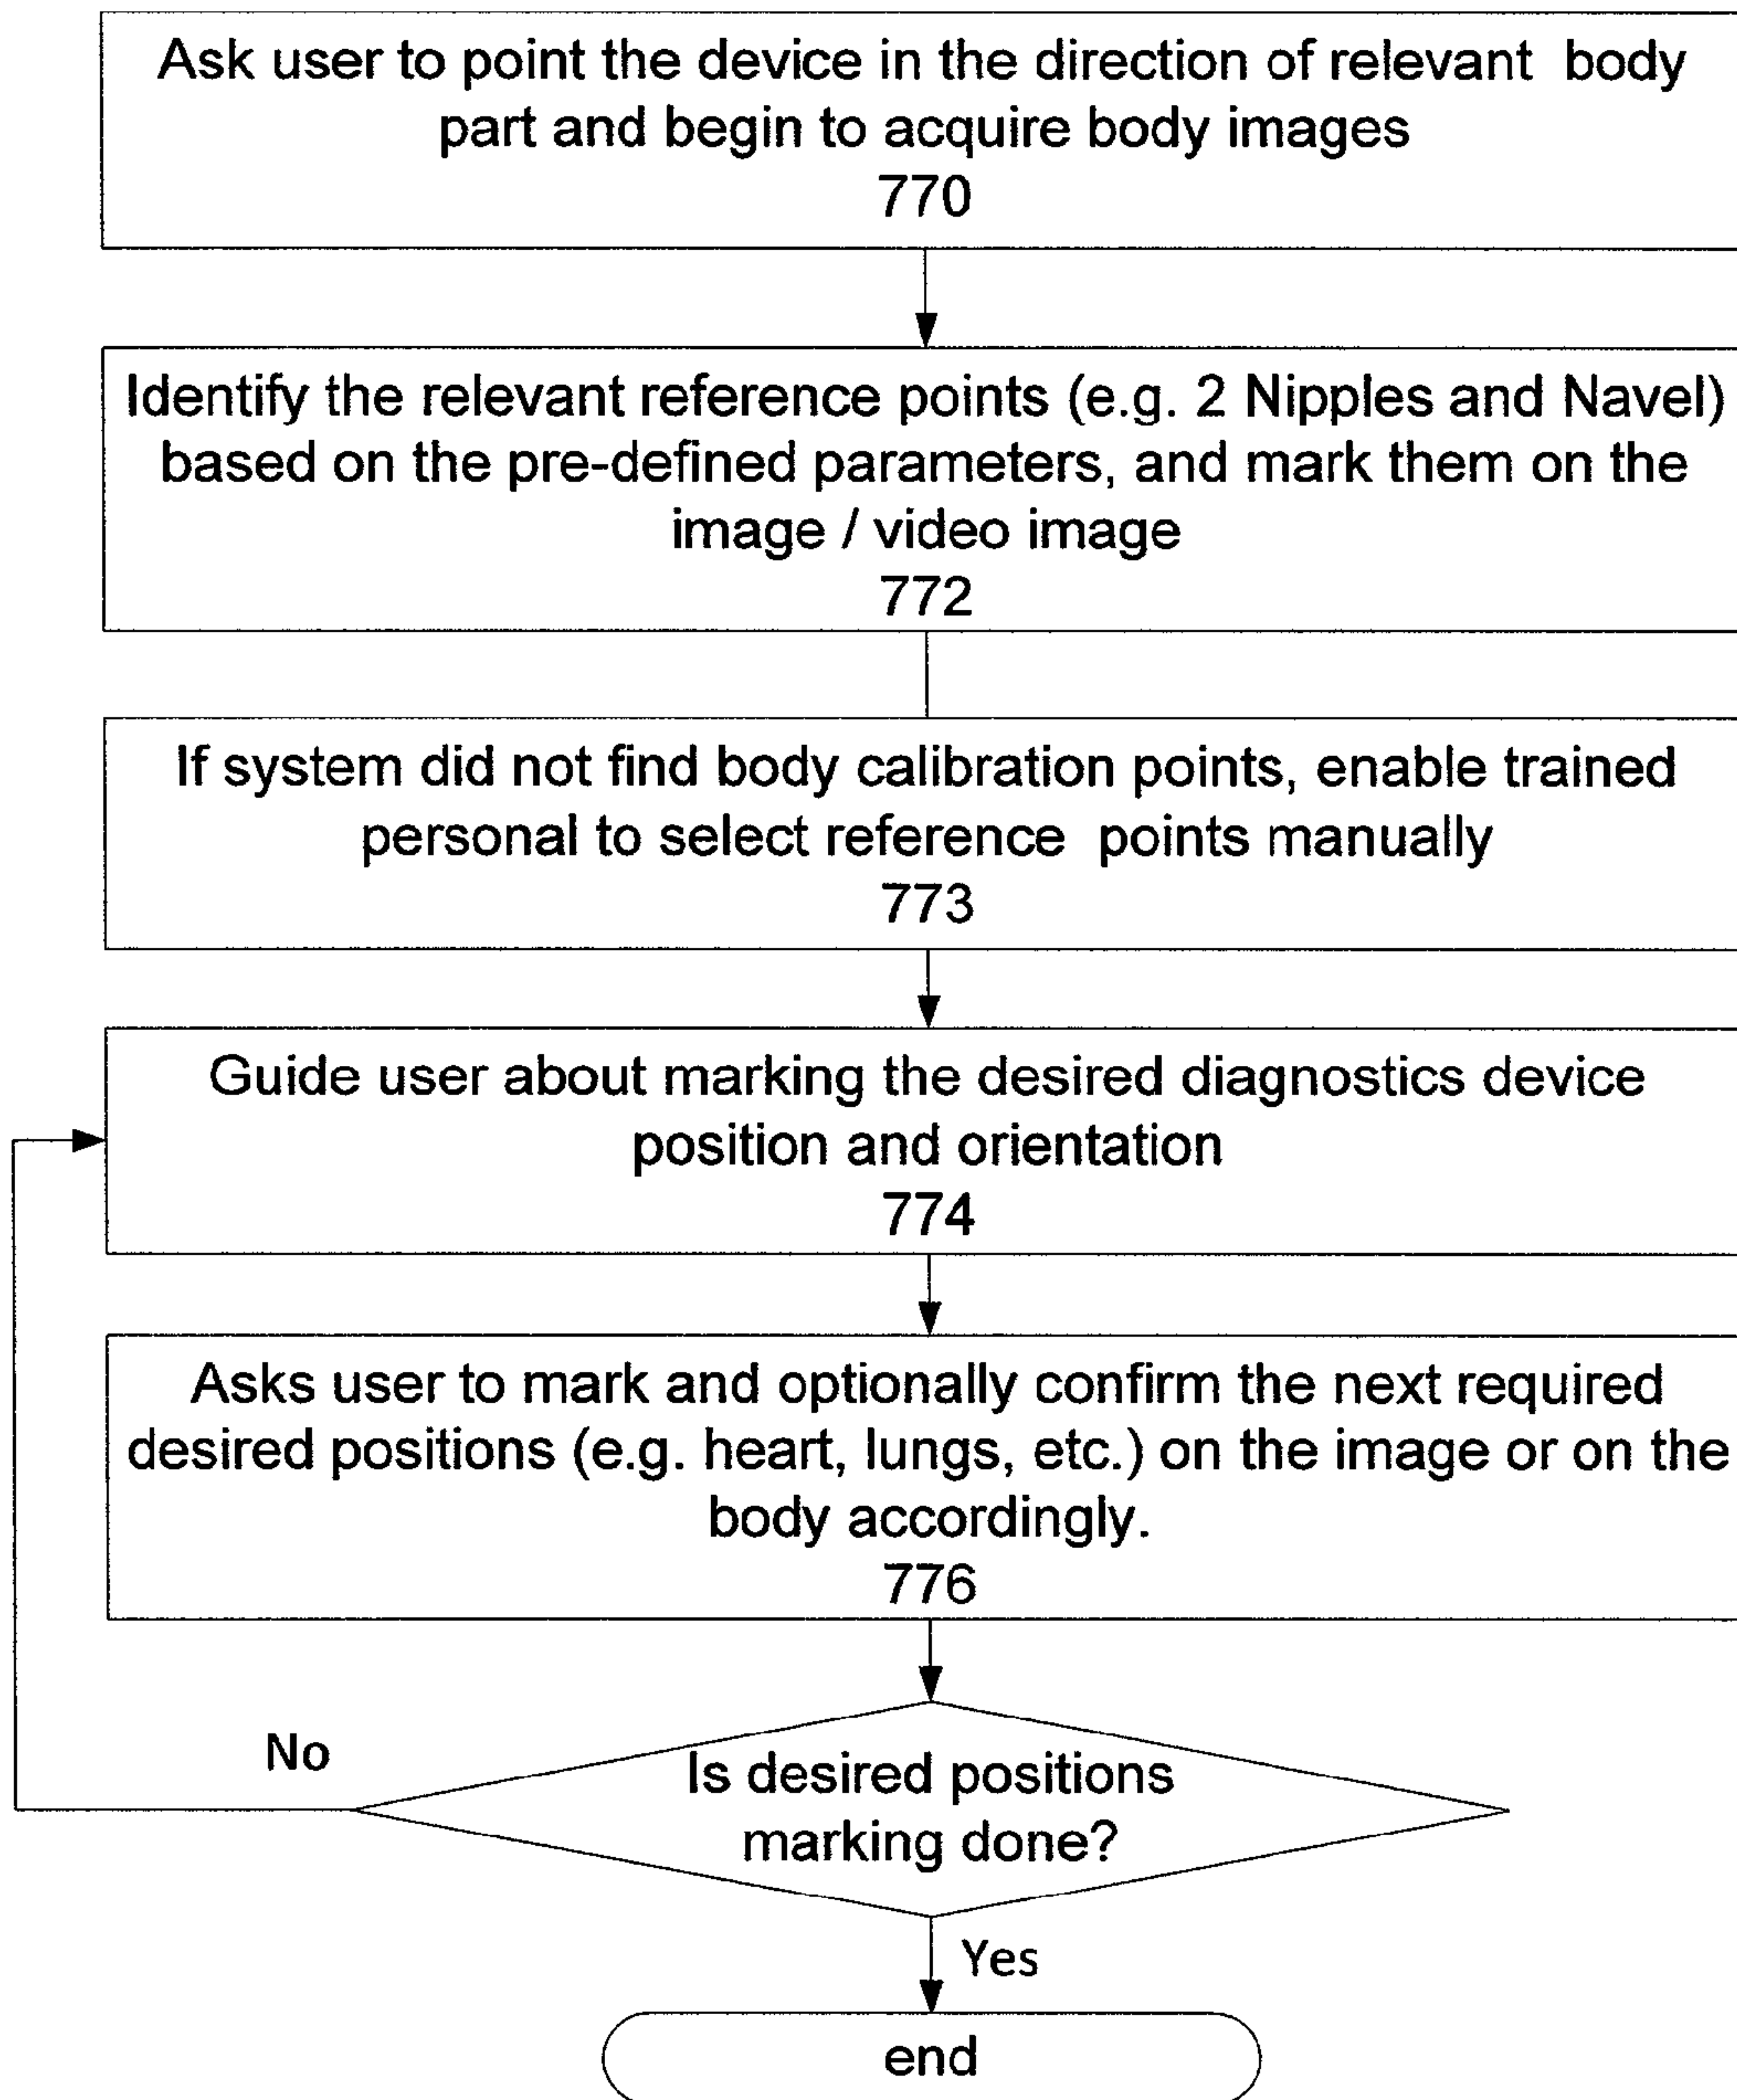 Ask user to point the device in the direction of relevant body
part and begin to acquire body images
770
Identify the relevant reference points (e.g. 2 Nipples and Navel)
based on the pre-defined parameters, and mark them on the
image / video image
772
If system did not find body calibration points, enable trained
personal to select reference points manually
773
Guide user about marking the desired diagnostics device
position and orientation
774
Asks user to mark and optionally confirm the next required
desired positions (e.g. heart, lungs, etc.) on the image or on the
body accordingly.
776
No
Is desired positions
marking done?
Yes
end